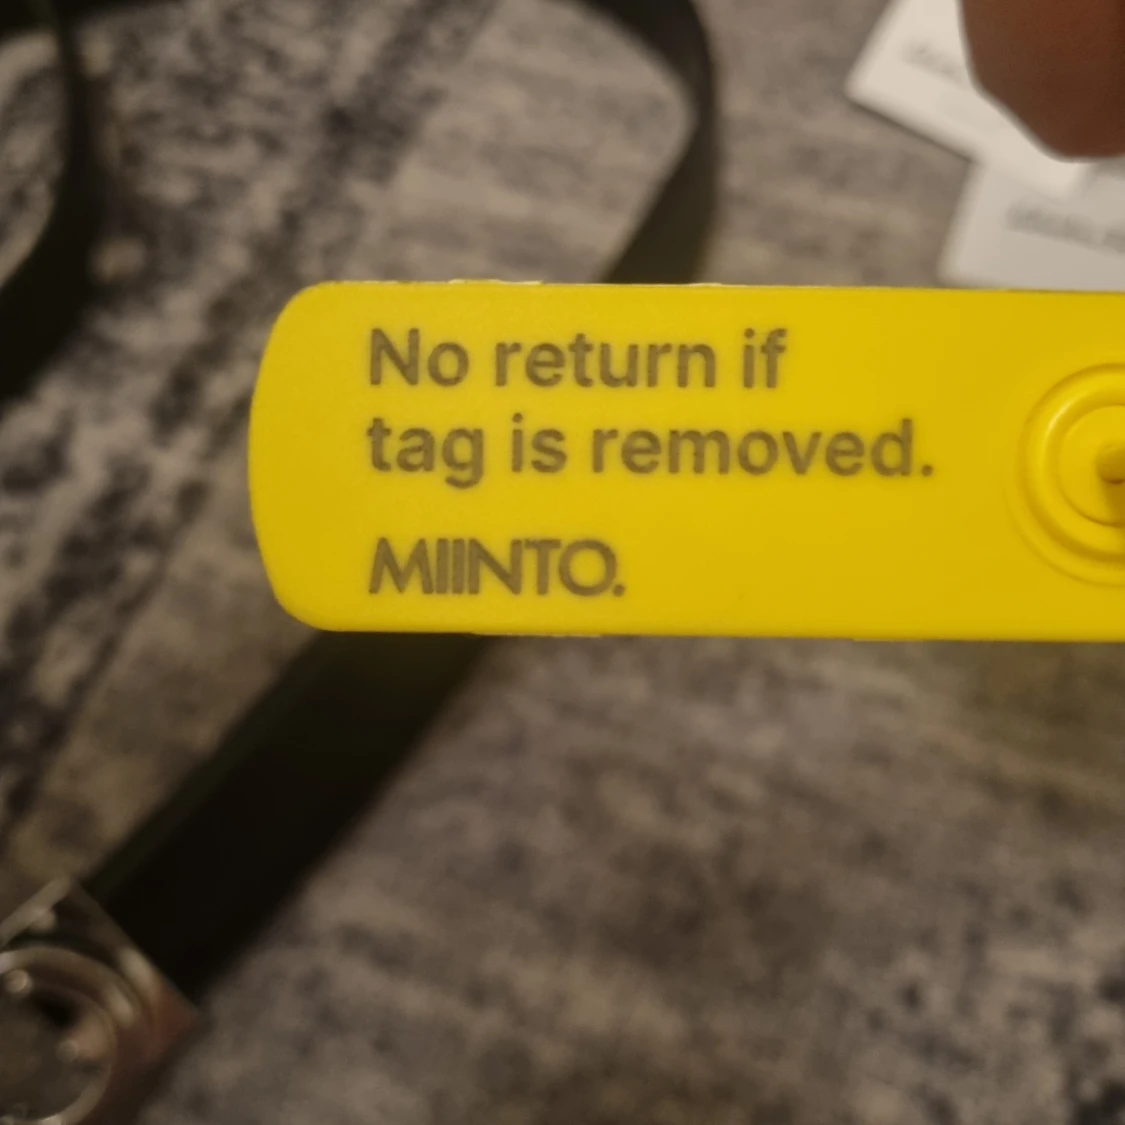 No return if
tag is removed.
MIINTO.